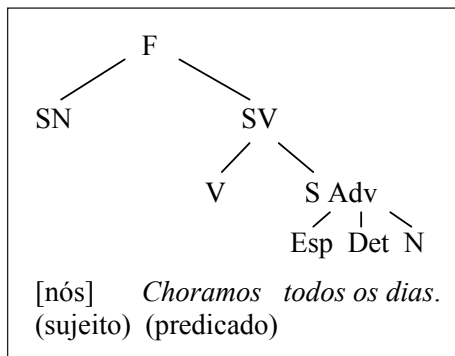 F
SN SV
V S Adv
Esp Det N
[nós] Choramos todos os dias.
(sujeito) (predicado)